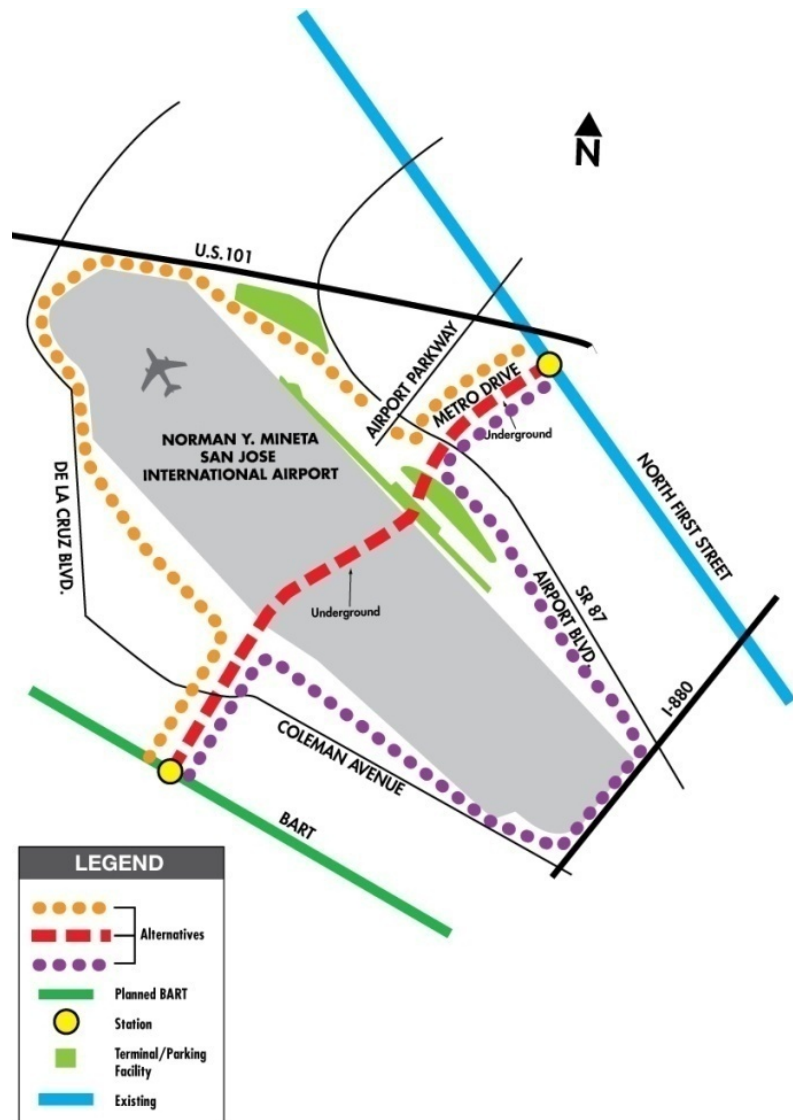 N
U.S.101
AIRPORT PARKWAY
METRO DRIVE
Underground
NORMAN Y. MINETA
SAN JOSE
INTERNATIONAL AIRPORT
DE LA CRUZ BLVD.
NORTH FIRST STREET
SR 87
AIRPORT BLVD.
Underground
I-880
COLEMAN AVENUE
BART
LEGEND
Alternatives
Planned BART
Station
Terminal/Parking
Facility
Existing